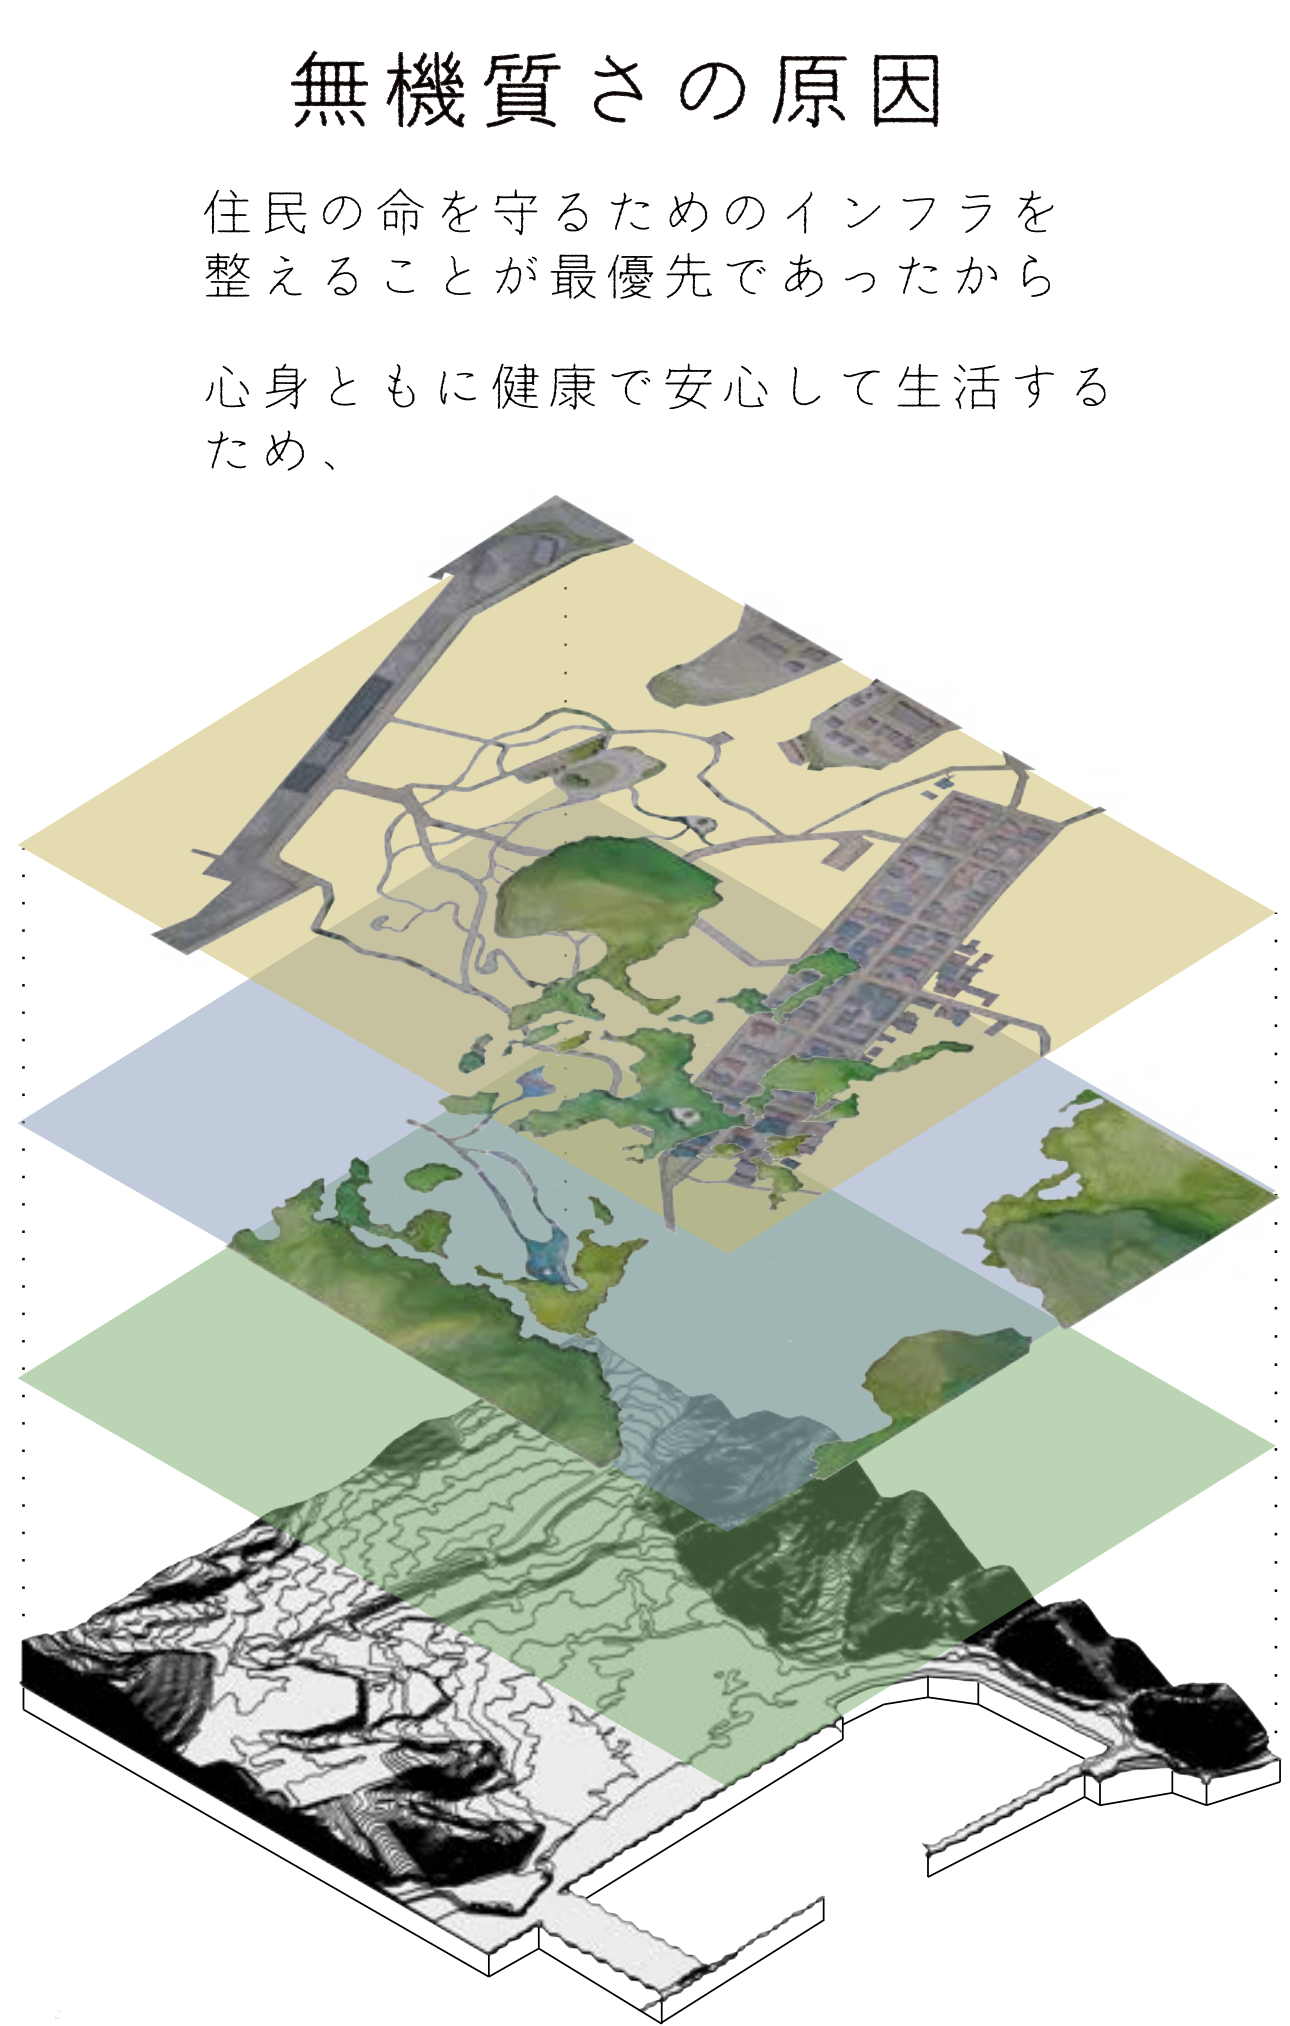 無機質さの原因
住民の命を守るためのインフラを
整えることが最優先であったから
心身ともに健康で安心して生活する
ため、